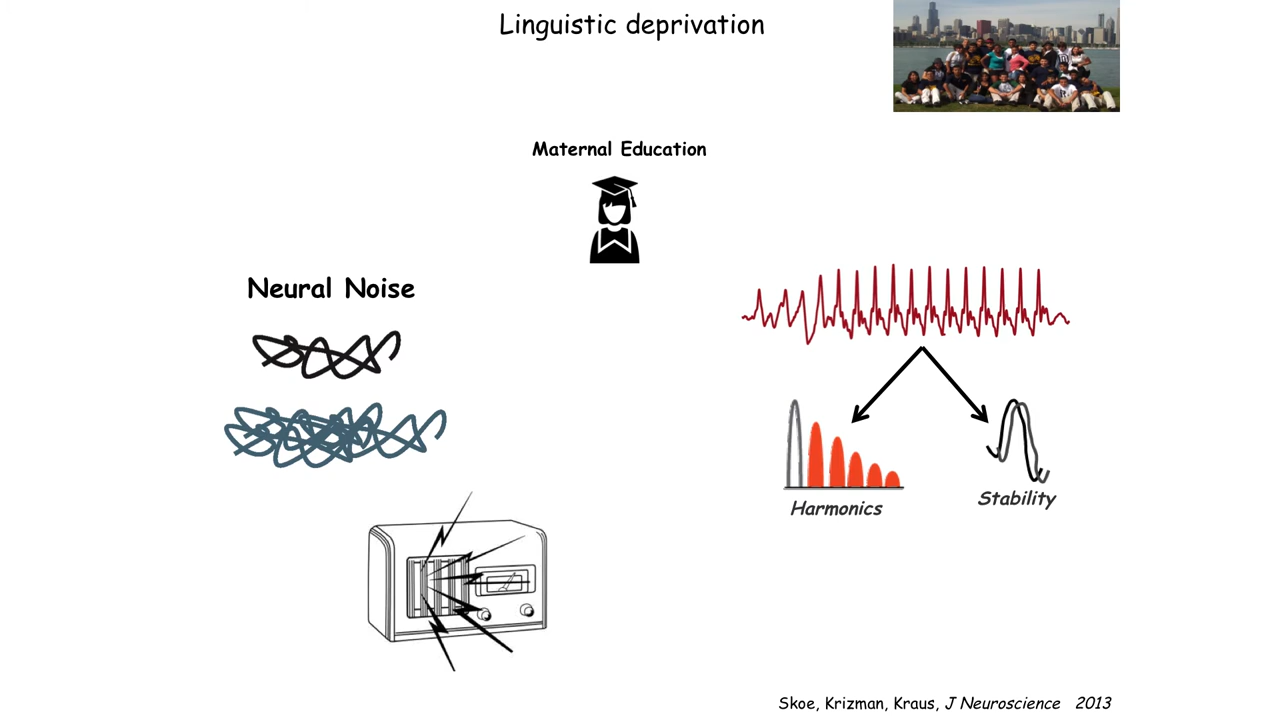 Linguistic deprivation
Maternal Education
Neural Noise
Harmonics
Stability
Skoe, Krizman, Kraus, J Neuroscience 2013